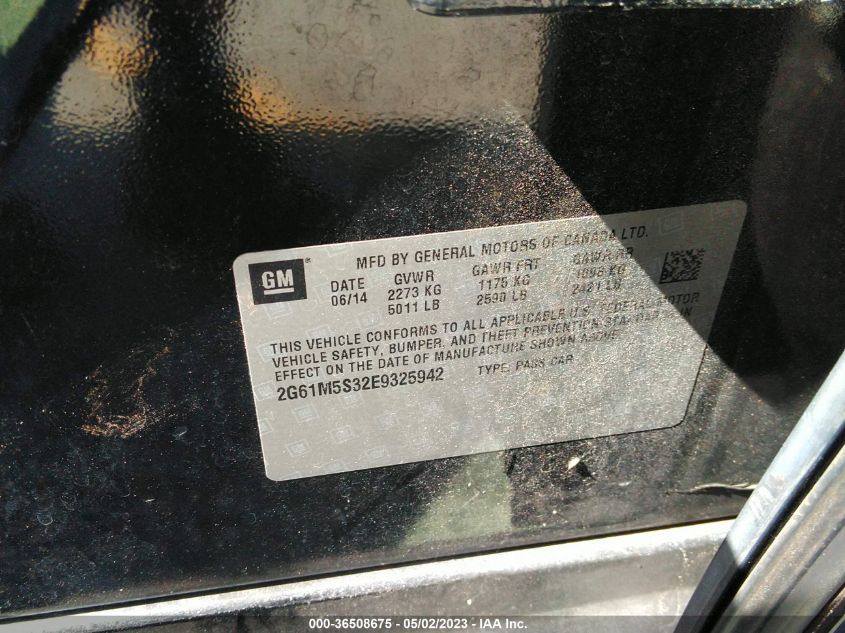 GM
MFD BY GENERAL MOTORS OF CANADA LTD.
DATE GVWR GAWR FRT GAWR RR
06/14 2273 KG 1175 KG 1098 KG
5011 LB 2590 LB 2421 LB
THIS VEHICLE CONFORMS TO ALL APPLICABLE U.S. FEDERAL MOTOR
VEHICLE SAFETY, BUMPER, AND THEFT PREVENTION STANDARDS IN
EFFECT ON THE DATE OF MANUFACTURE SHOWN ABOVE.
2G61M5S32E9325942 TYPE: PASS CAR
000-36508675 - 05/02/2023 - IAA Inc.